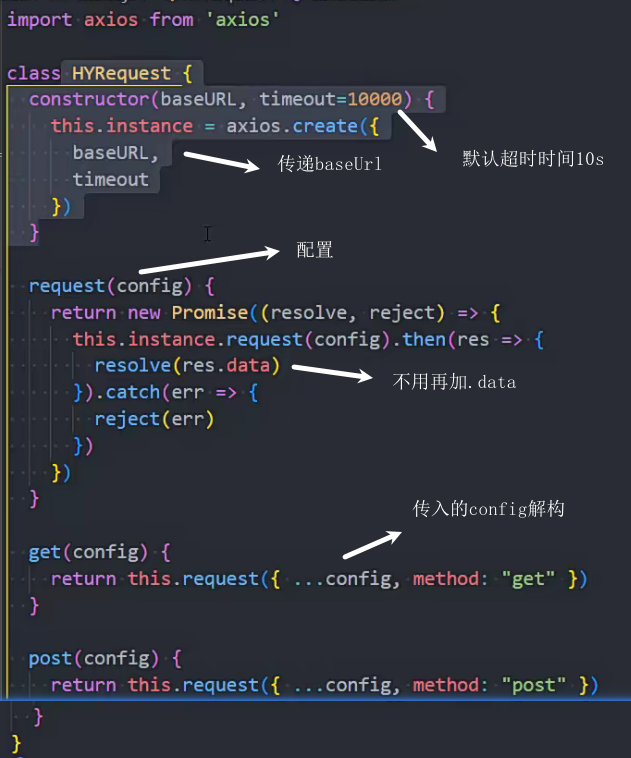 import axios from 'axios'
class HYRequest {
constructor(baseURL, timeout=10000) {
this.instance = axios.create({
baseURL,
传递baseUrl
默认超时时间10s
timeout
})
}
配置
request(config) {
return new Promise((resolve, reject) => {
this.instance.request(config).then(res => {
resolve(res.data)
不用再加.data
}).catch(err => {
reject(err)
})
})
}
传入的config解构
get(config) {
return this.request({ ...config, method: "get" })
}
post(config) {
return this.request({ ...config, method: "post" })
}
}